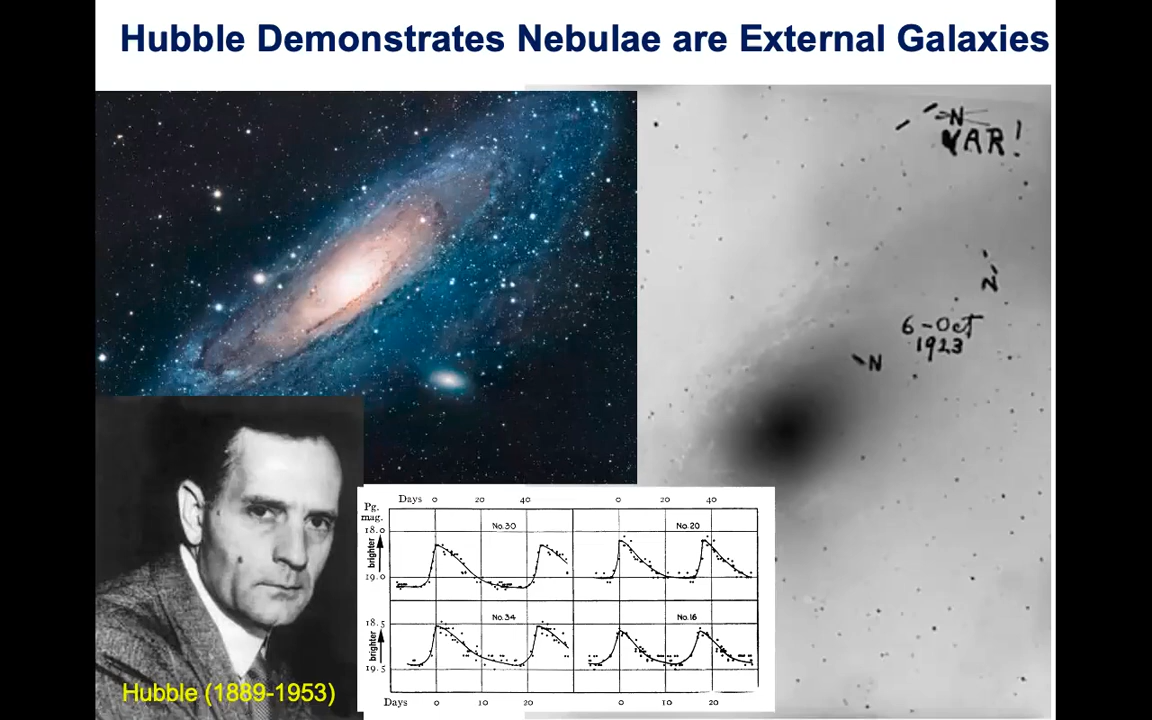 Hubble Demonstrates Nebulae are External Galaxies
N
VAR!
N
6-Oct
1923
N
Days 0 20 40 0 20 40
Pg.
mag.
18.0
No.30 No.20
brighter
19.0
18.5
No.34 No.16
brighter
19.5
Days 0 10 20 0 10 20
Hubble (1889-1953)